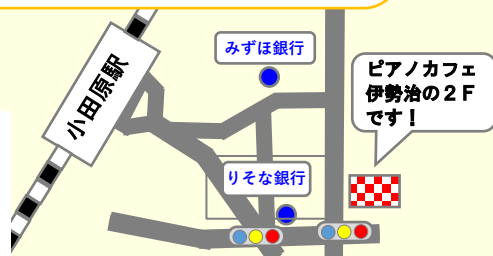 みずほ銀行
小田原駅
ピアノカフェ
伊勢治の２Ｆ
です！
りそな銀行